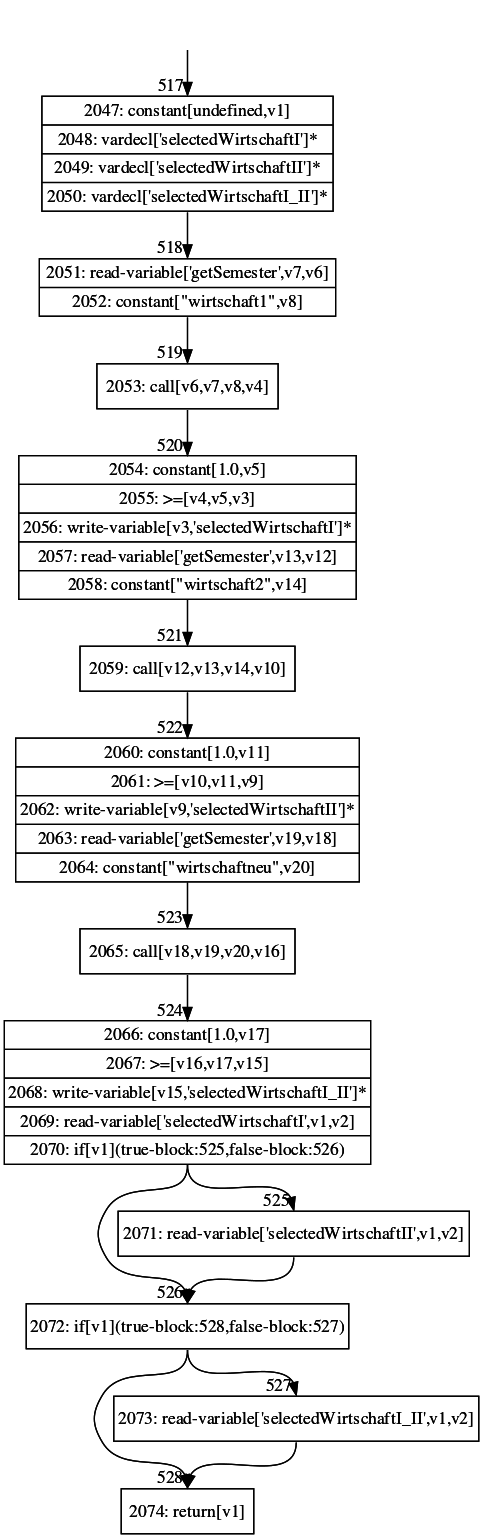 517
2047: constant[undefined,v1]
2048: vardecl['selectedWirtschaftI']*
2049: vardecl['selectedWirtschaftII']*
2050: vardecl['selectedWirtschaftI_II']*
518
2051: read-variable['getSemester',v7,v6]
2052: constant["wirtschaft1",v8]
519
2053: call[v6,v7,v8,v4]
520
2054: constant[1.0,v5]
2055: >=[v4,v5,v3]
2056: write-variable[v3,'selectedWirtschaftI']*
2057: read-variable['getSemester',v13,v12]
2058: constant["wirtschaft2",v14]
521
2059: call[v12,v13,v14,v10]
522
2060: constant[1.0,v11]
2061: >=[v10,v11,v9]
2062: write-variable[v9,'selectedWirtschaftII']*
2063: read-variable['getSemester',v19,v18]
2064: constant["wirtschaftneu",v20]
523
2065: call[v18,v19,v20,v16]
524
2066: constant[1.0,v17]
2067: >=[v16,v17,v15]
2068: write-variable[v15,'selectedWirtschaftI_II']*
2069: read-variable['selectedWirtschaftI',v1,v2]
2070: if[v1](true-block:525,false-block:526)
525
2071: read-variable['selectedWirtschaftII',v1,v2]
526
2072: if[v1](true-block:528,false-block:527)
527
2073: read-variable['selectedWirtschaftI_II',v1,v2]
528
2074: return[v1]